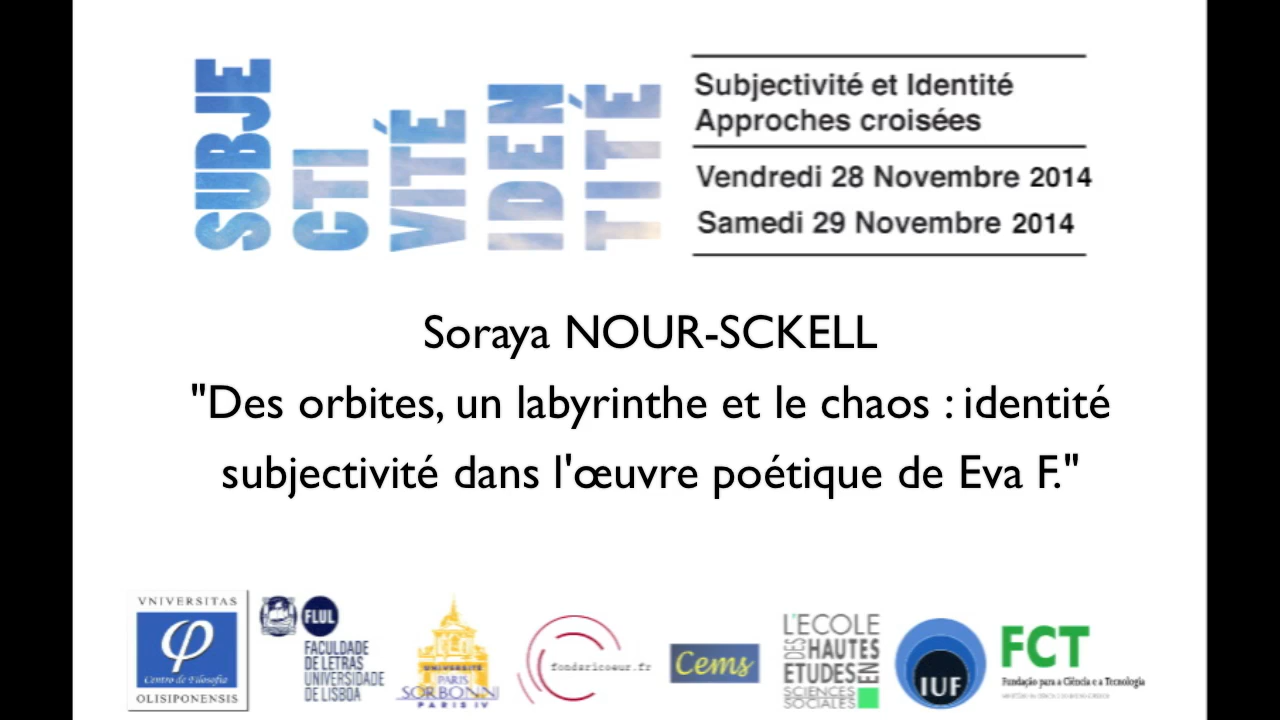 SUBJE
CTI
VITÉ
IDEN
TITÉ
Subjectivité et Identité
Approches croisées
Vendredi 28 Novembre 2014
Samedi 29 Novembre 2014
Soraya NOUR-SCKELL
"Des orbites, un labyrinthe et le chaos : identité
subjectivité dans l'œuvre poétique de Eva F."
VNIVERSITAS
φ
Centro de Filosofia
OLISIPONENSIS
FLUL
FACULDADE
DE LETRAS
UNIVERSIDADE
DE LISBOA
UNIVERSITÉ
PARIS
SORBONNE
PARIS IV
fondsricoeur.fr
Cems
L'ECOLE
DES HAUTES
ETUDES EN
SCIENCES
SOCIALES
IUF
FCT
Fundação para a Ciência e a Tecnologia